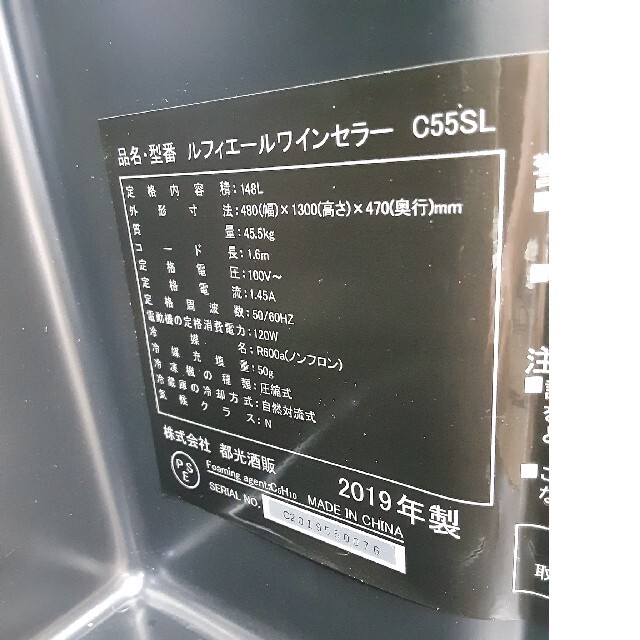 品名・型番 ルフィエールワインセラー C55SL
定格内容積:148L
外形寸法:480(幅)×1300(高さ)×470(奥行)mm
質量:45.5kg
コード長:1.6m
定格電圧:100V～
定格電流:1.45A
定格周波数:50/60HZ
電動機の定格消費電力:120W
冷媒名:R600a(ノンフロン)
冷媒充填量:50g
冷凍機の種類:圧縮式
冷蔵庫の冷却方式:自然対流式
気候クラス:N
株式会社 都光酒販
PSE
Foaming agent:C5H10
2019年製
MADE IN CHINA
SERIAL NO.
注
取